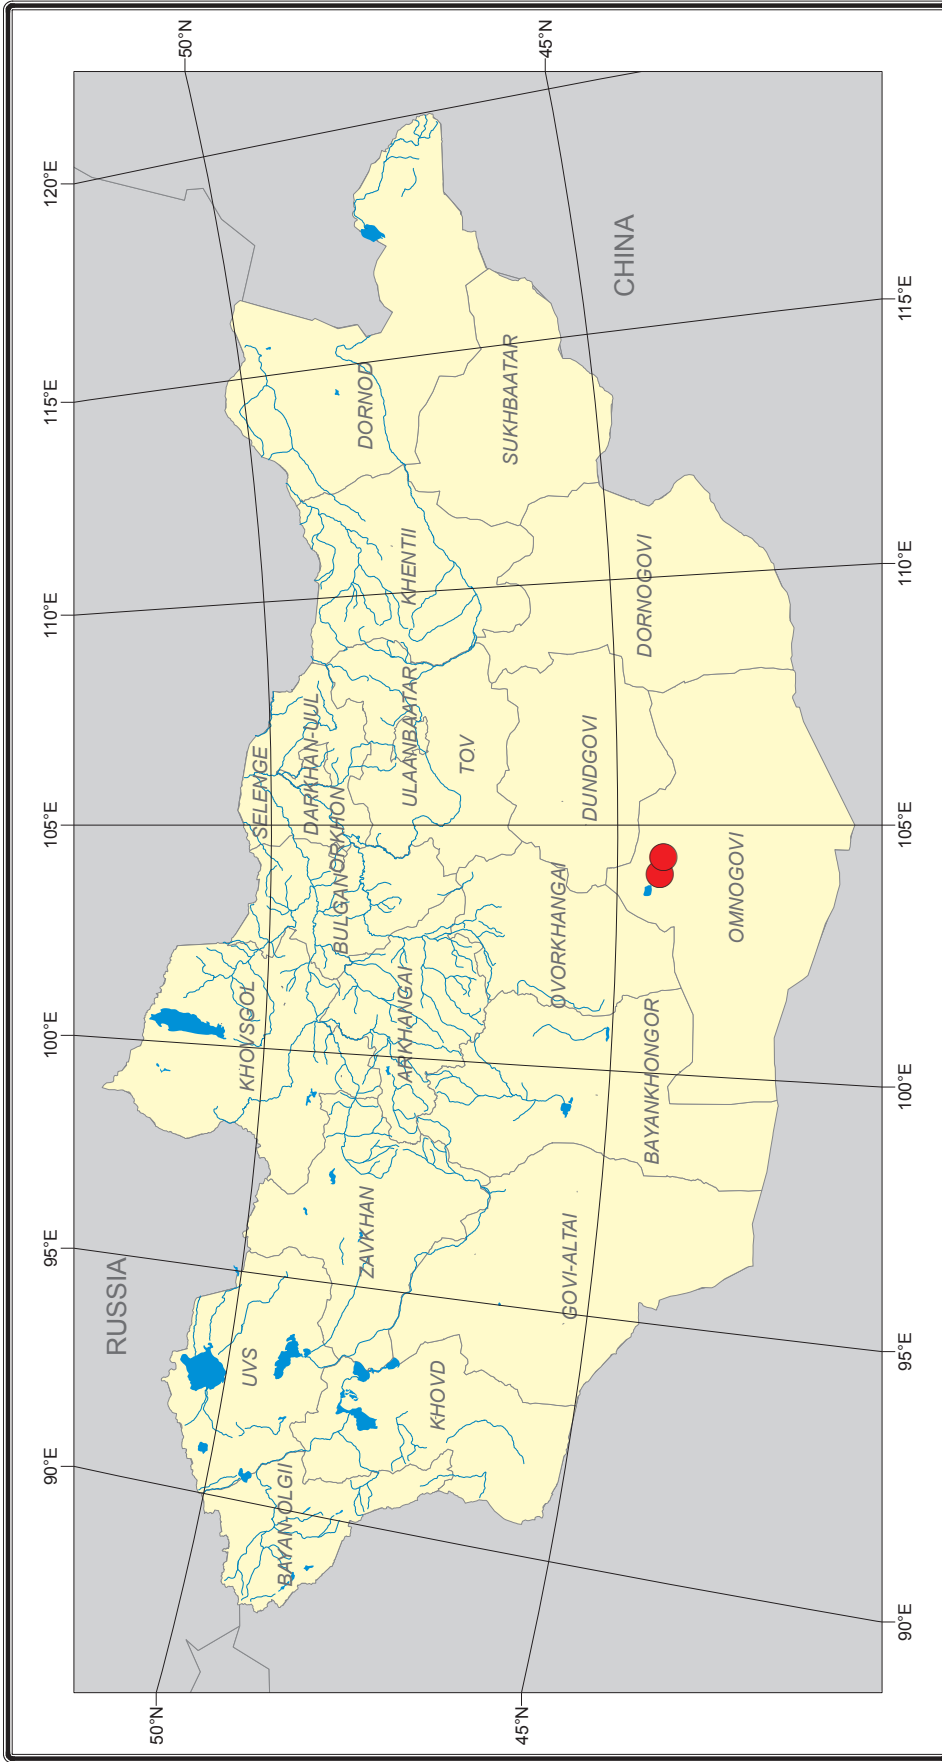 90°E
95°E
100°E
105°E
110°E
115°E
120°E
50°N
50°N
RUSSIA
UVS
BAYAN-OLGII
KHOVD
ZAVKHAN
KHOVSGOL
ARKHANGAI
BULGAN
ORKHON
SELENGE
DARKHAN-UUL
ULAANBAATAR
TOV
KHENTII
DORNOD
SUKHBAATAR
GOVI-ALTAI
BAYANKHONGOR
OVORKHANGAI
DUNDGOVI
OMNOGOVI
DORNOGOVI
CHINA
45°N
45°N
90°E
95°E
100°E
105°E
110°E
115°E